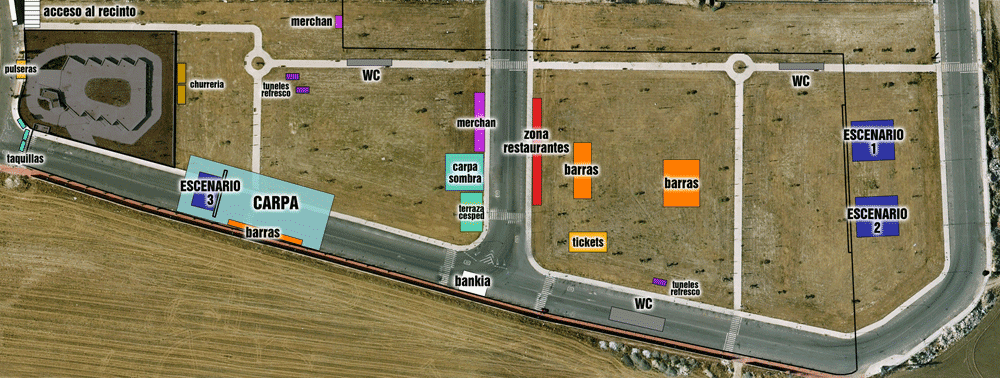 acceso al recinto
merchan
pulseras
churreria
tuneles
refresco
WC
WC
merchan
zona
restaurantes
ESCENARIO
1
taquillas
carpa
sombra
barras
barras
ESCENARIO
3
CARPA
terraza
cesped
ESCENARIO
2
barras
tickets
bankia
tuneles
refresco
WC